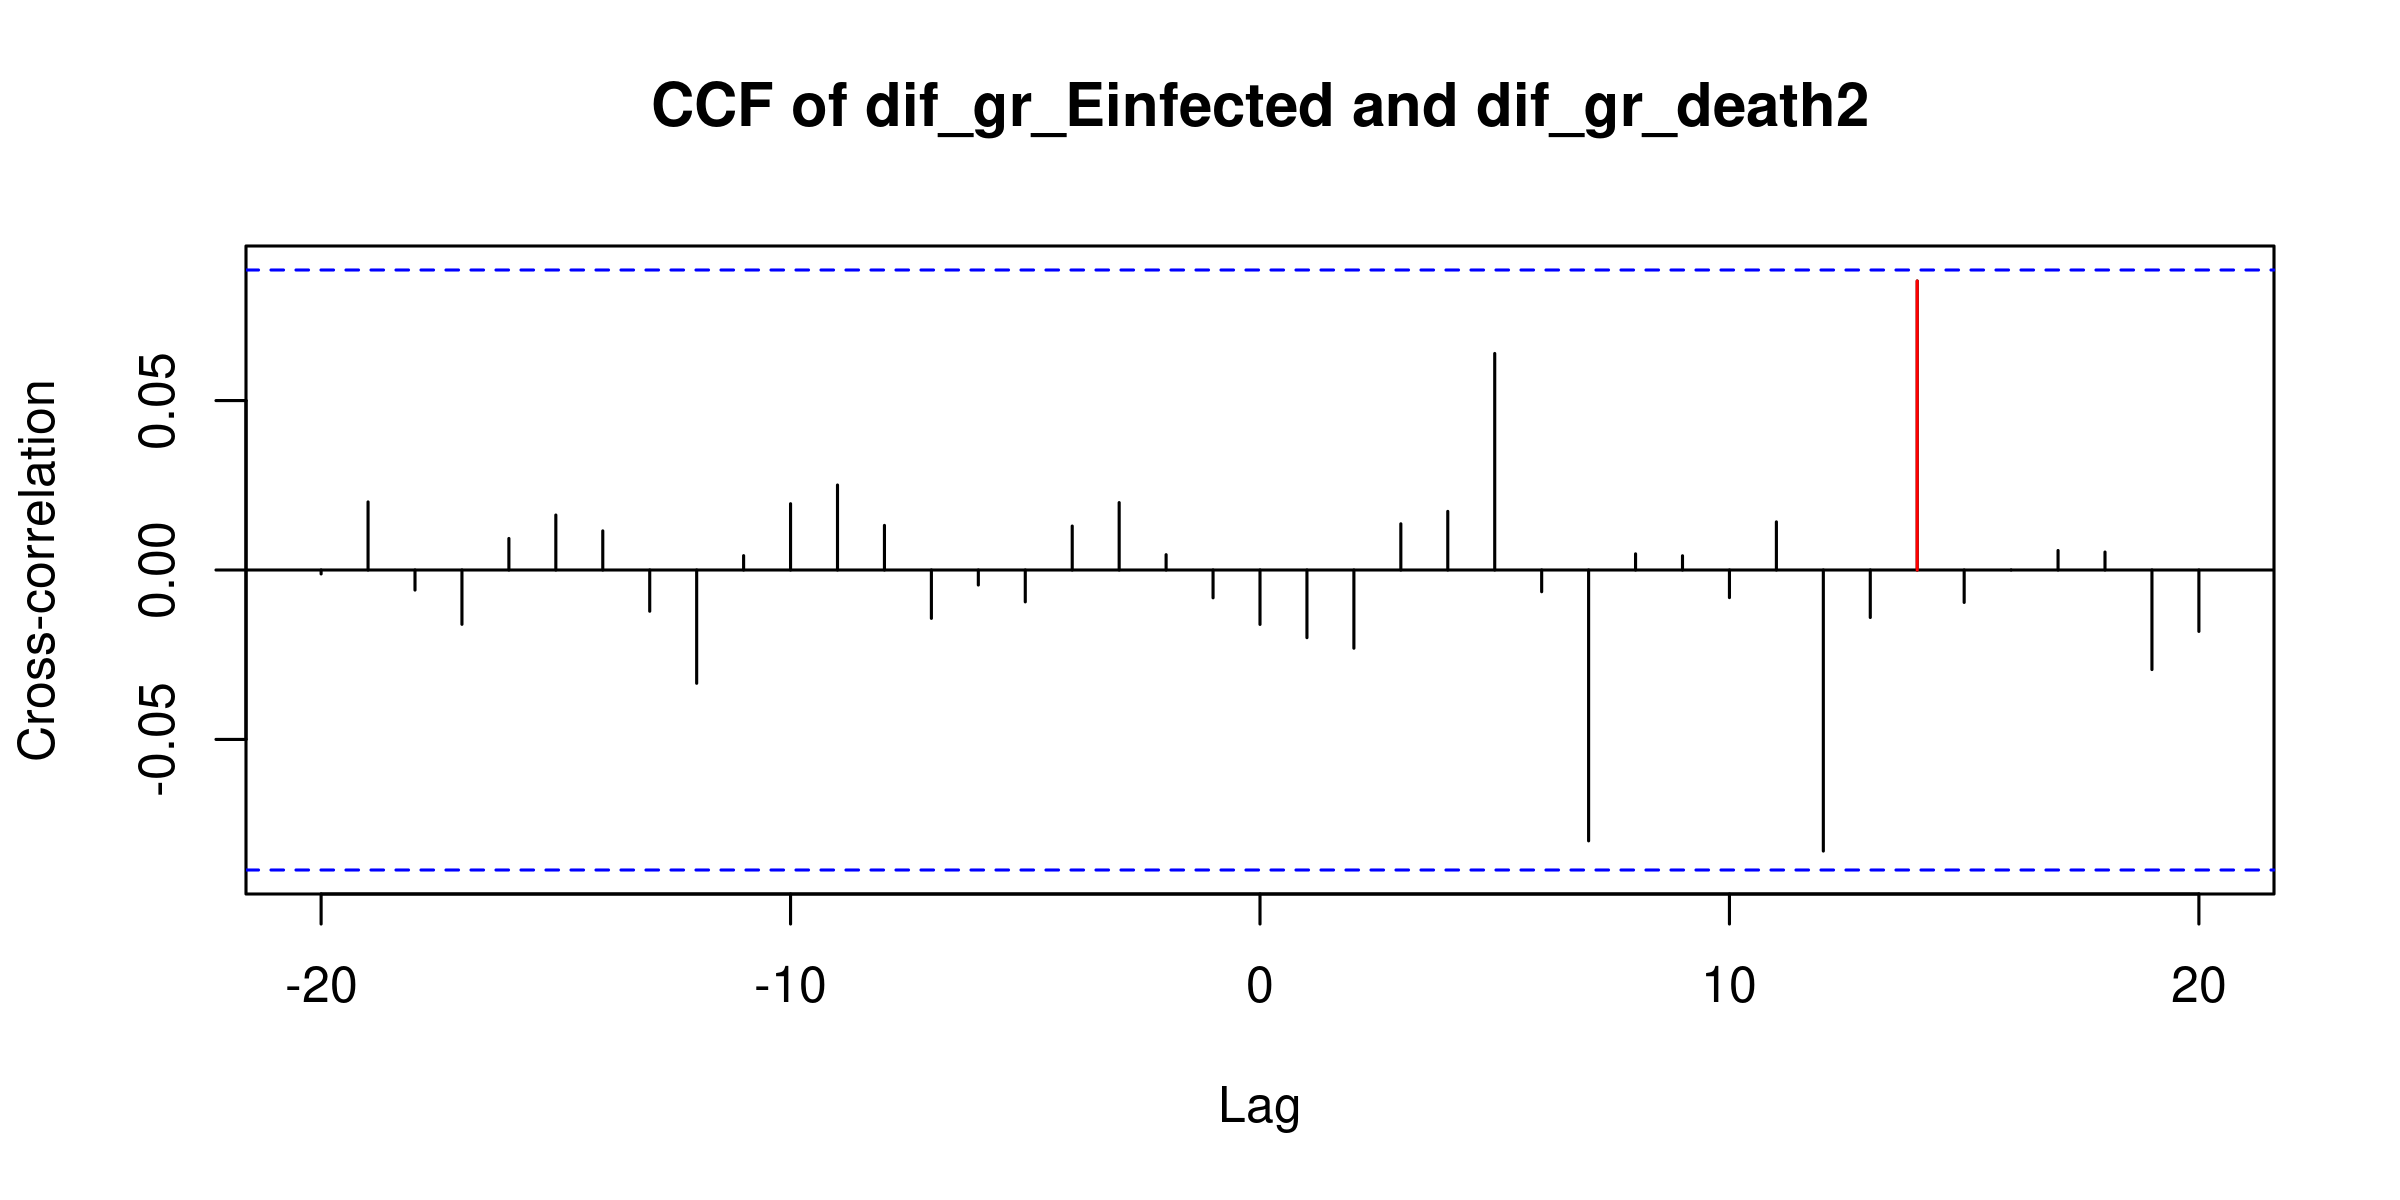 CCF of dif_gr_Einfected and dif_gr_death2
Cross-correlation
0.05
0.00
-0.05
-20 -10 0 10 20
Lag